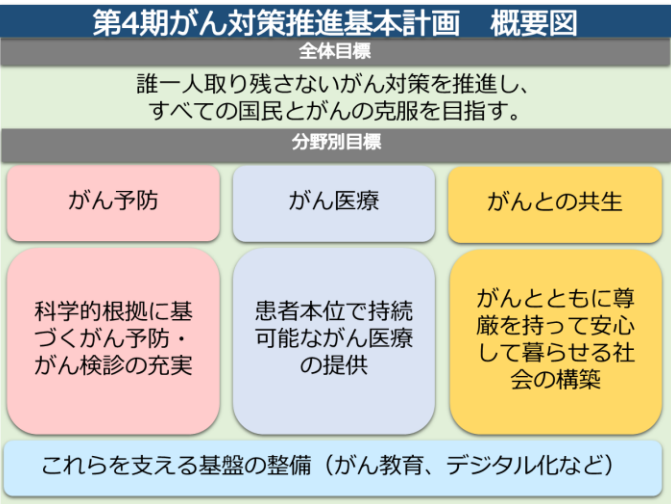 第4期がん対策推進基本計画　概要図
全体目標
誰一人取り残さないがん対策を推進し、
すべての国民とがんの克服を目指す。
分野別目標
がん予防
がん医療
がんとの共生
科学的根拠に基
づくがん予防・
がん検診の充実
患者本位で持続
可能ながん医療
の提供
がんとともに尊
厳を持って安心
して暮らせる社
会の構築
これらを支える基盤の整備（がん教育、デジタル化など）